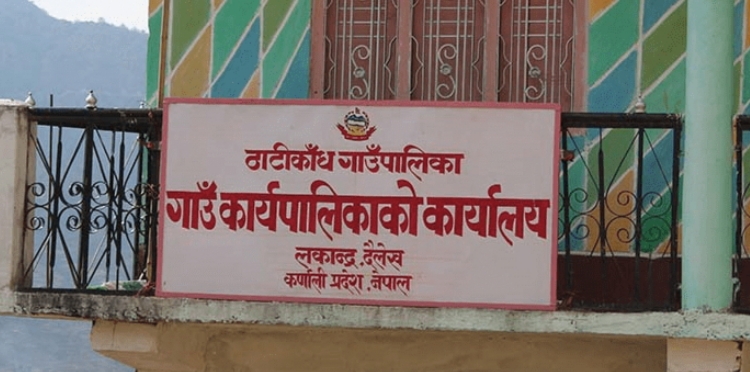 ठाटीकाँध गाउँपालिका
गाउँ कार्यपालिकाको कार्यालय
लकान्द्र, दैलेख
कर्णाली प्रदेश, नेपाल